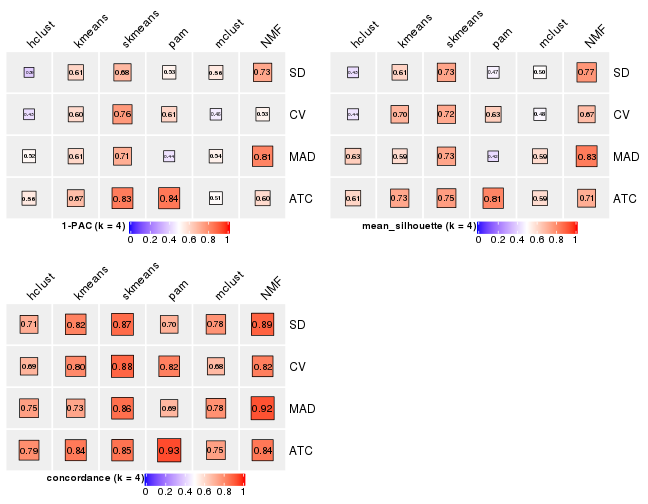 hclust kmeans skmeans pam mclust NMF
0.61 0.68 0.53 0.56 0.73 SD
0.60 0.76 0.61 0.53 CV
0.52 0.61 0.71 0.44 0.54 0.81 MAD
0.56 0.67 0.83 0.84 0.51 0.60 ATC
1-PAC (k = 4)
0 0.2 0.4 0.6 0.8 1
hclust kmeans skmeans pam mclust NMF
0.61 0.73 0.47 0.50 0.77 SD
0.44 0.70 0.72 0.63 0.48 0.67 CV
0.63 0.59 0.73 0.59 0.83 MAD
0.61 0.73 0.75 0.81 0.59 0.71 ATC
mean_silhouette (k = 4)
0 0.2 0.4 0.6 0.8 1
hclust kmeans skmeans pam mclust NMF
0.71 0.82 0.87 0.70 0.78 0.89 SD
0.69 0.80 0.88 0.82 0.68 0.82 CV
0.75 0.73 0.86 0.69 0.78 0.92 MAD
0.79 0.84 0.85 0.93 0.75 0.84 ATC
concordance (k = 4)
0 0.2 0.4 0.6 0.8 1